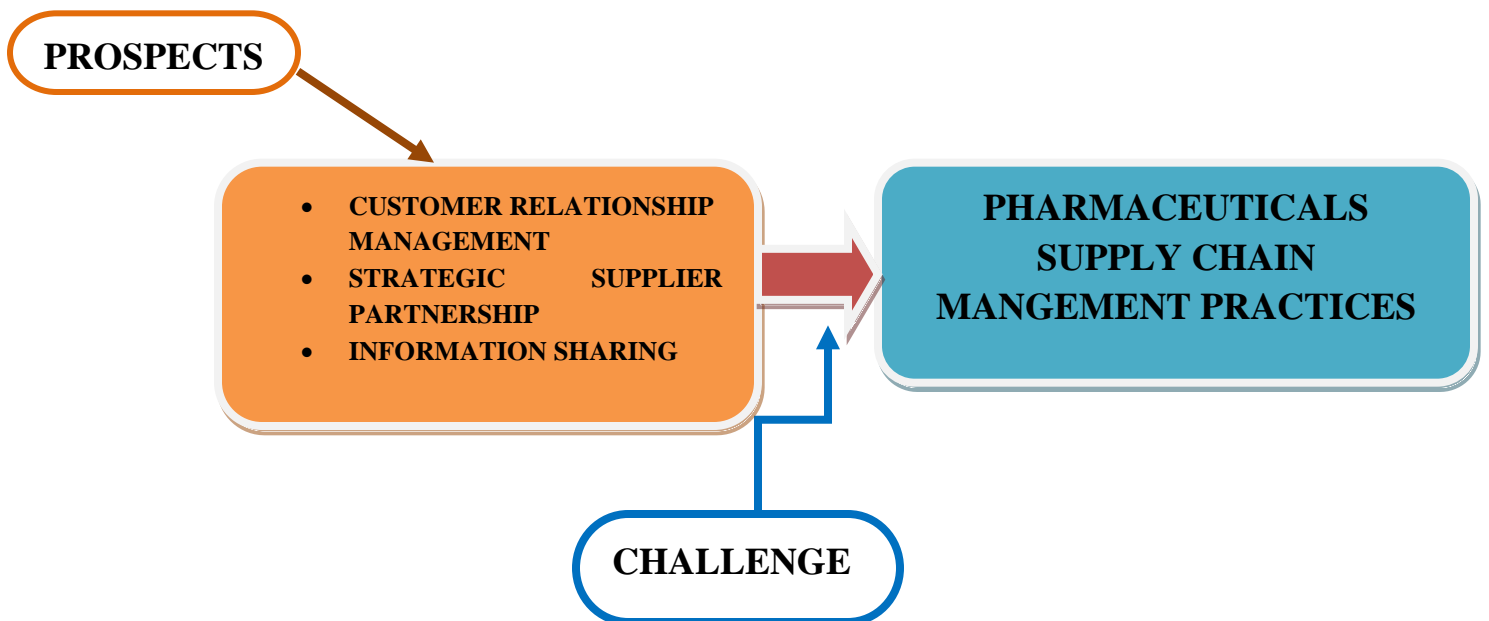 PROSPECTS
• CUSTOMER RELATIONSHIP
MANAGEMENT
• STRATEGIC SUPPLIER
PARTNERSHIP
• INFORMATION SHARING
PHARMACEUTICALS
SUPPLY CHAIN
MANGEMENT PRACTICES
CHALLENGE